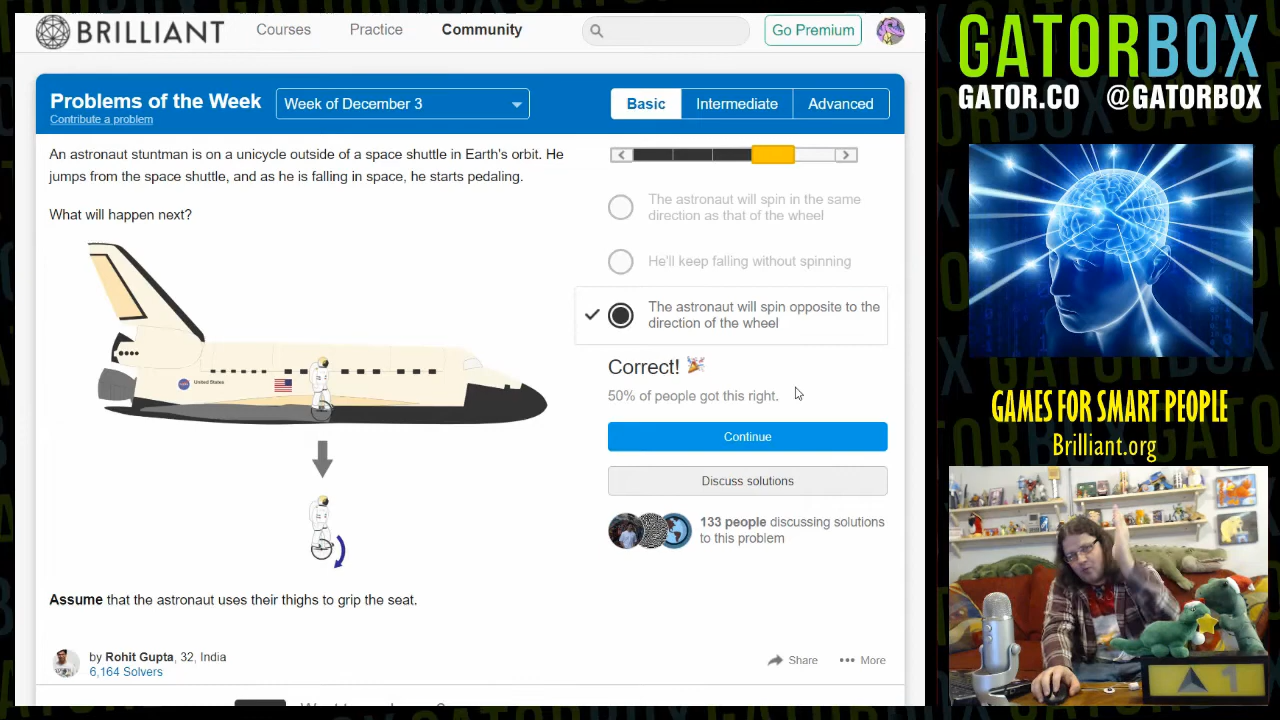 BRILLIANT
Courses
Practice
Community
Go Premium
Problems of the Week
Contribute a problem
Week of December 3
Basic
Intermediate
Advanced
An astronaut stuntman is on a unicycle outside of a space shuttle in Earth's orbit. He
jumps from the space shuttle, and as he is falling in space, he starts pedaling.
What will happen next?
United States
The astronaut will spin in the same
direction as that of the wheel
He'll keep falling without spinning
The astronaut will spin opposite to the
direction of the wheel
Correct!
50% of people got this right.
Continue
Discuss solutions
133 people discussing solutions
to this problem
Assume that the astronaut uses their thighs to grip the seat.
by Rohit Gupta, 32, India
6,164 Solvers
Share
More
GATORBOX
GATOR.CO @GATORBOX
GAMES FOR SMART PEOPLE
Brilliant.org
1